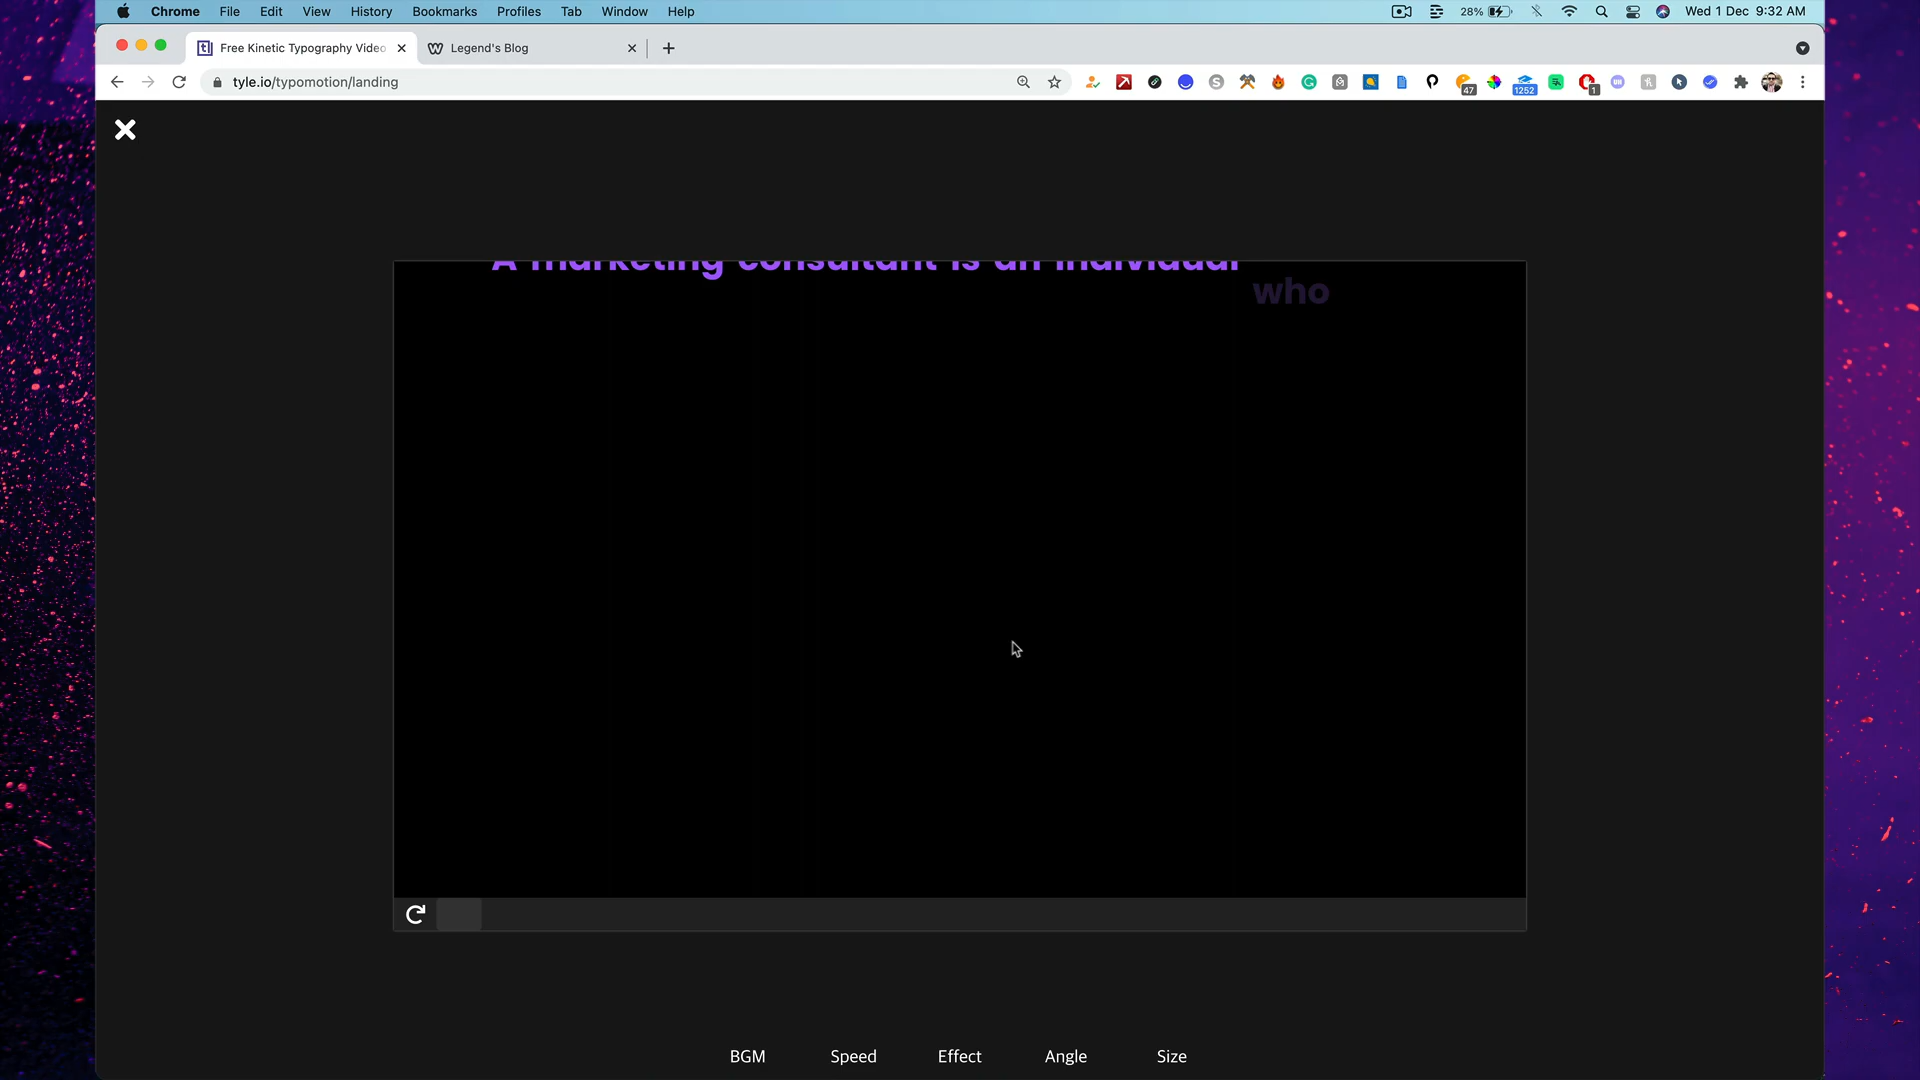 Chrome File Edit View History Bookmarks Profiles Tab Window Help 28% Wed 1 Dec 9:32 AM
Free Kinetic Typography Video Legend's Blog
tyle.io/typomotion/landing 47 1252 1
A marketing consultant is an individual
who
BGM Speed Effect Angle Size